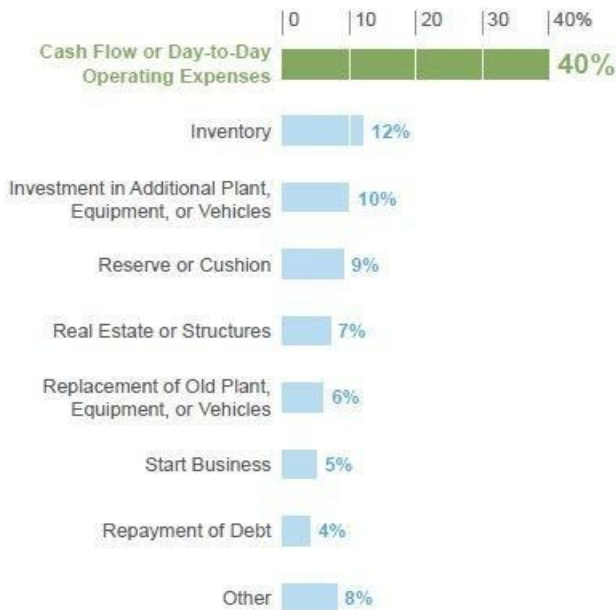 0 10 20 30 40%
Cash Flow or Day-to-Day
Operating Expenses
40%
Inventory
12%
Investment in Additional Plant,
Equipment, or Vehicles
10%
Reserve or Cushion
9%
Real Estate or Structures
7%
Replacement of Old Plant,
Equipment, or Vehicles
6%
Start Business
5%
Repayment of Debt
4%
Other
8%